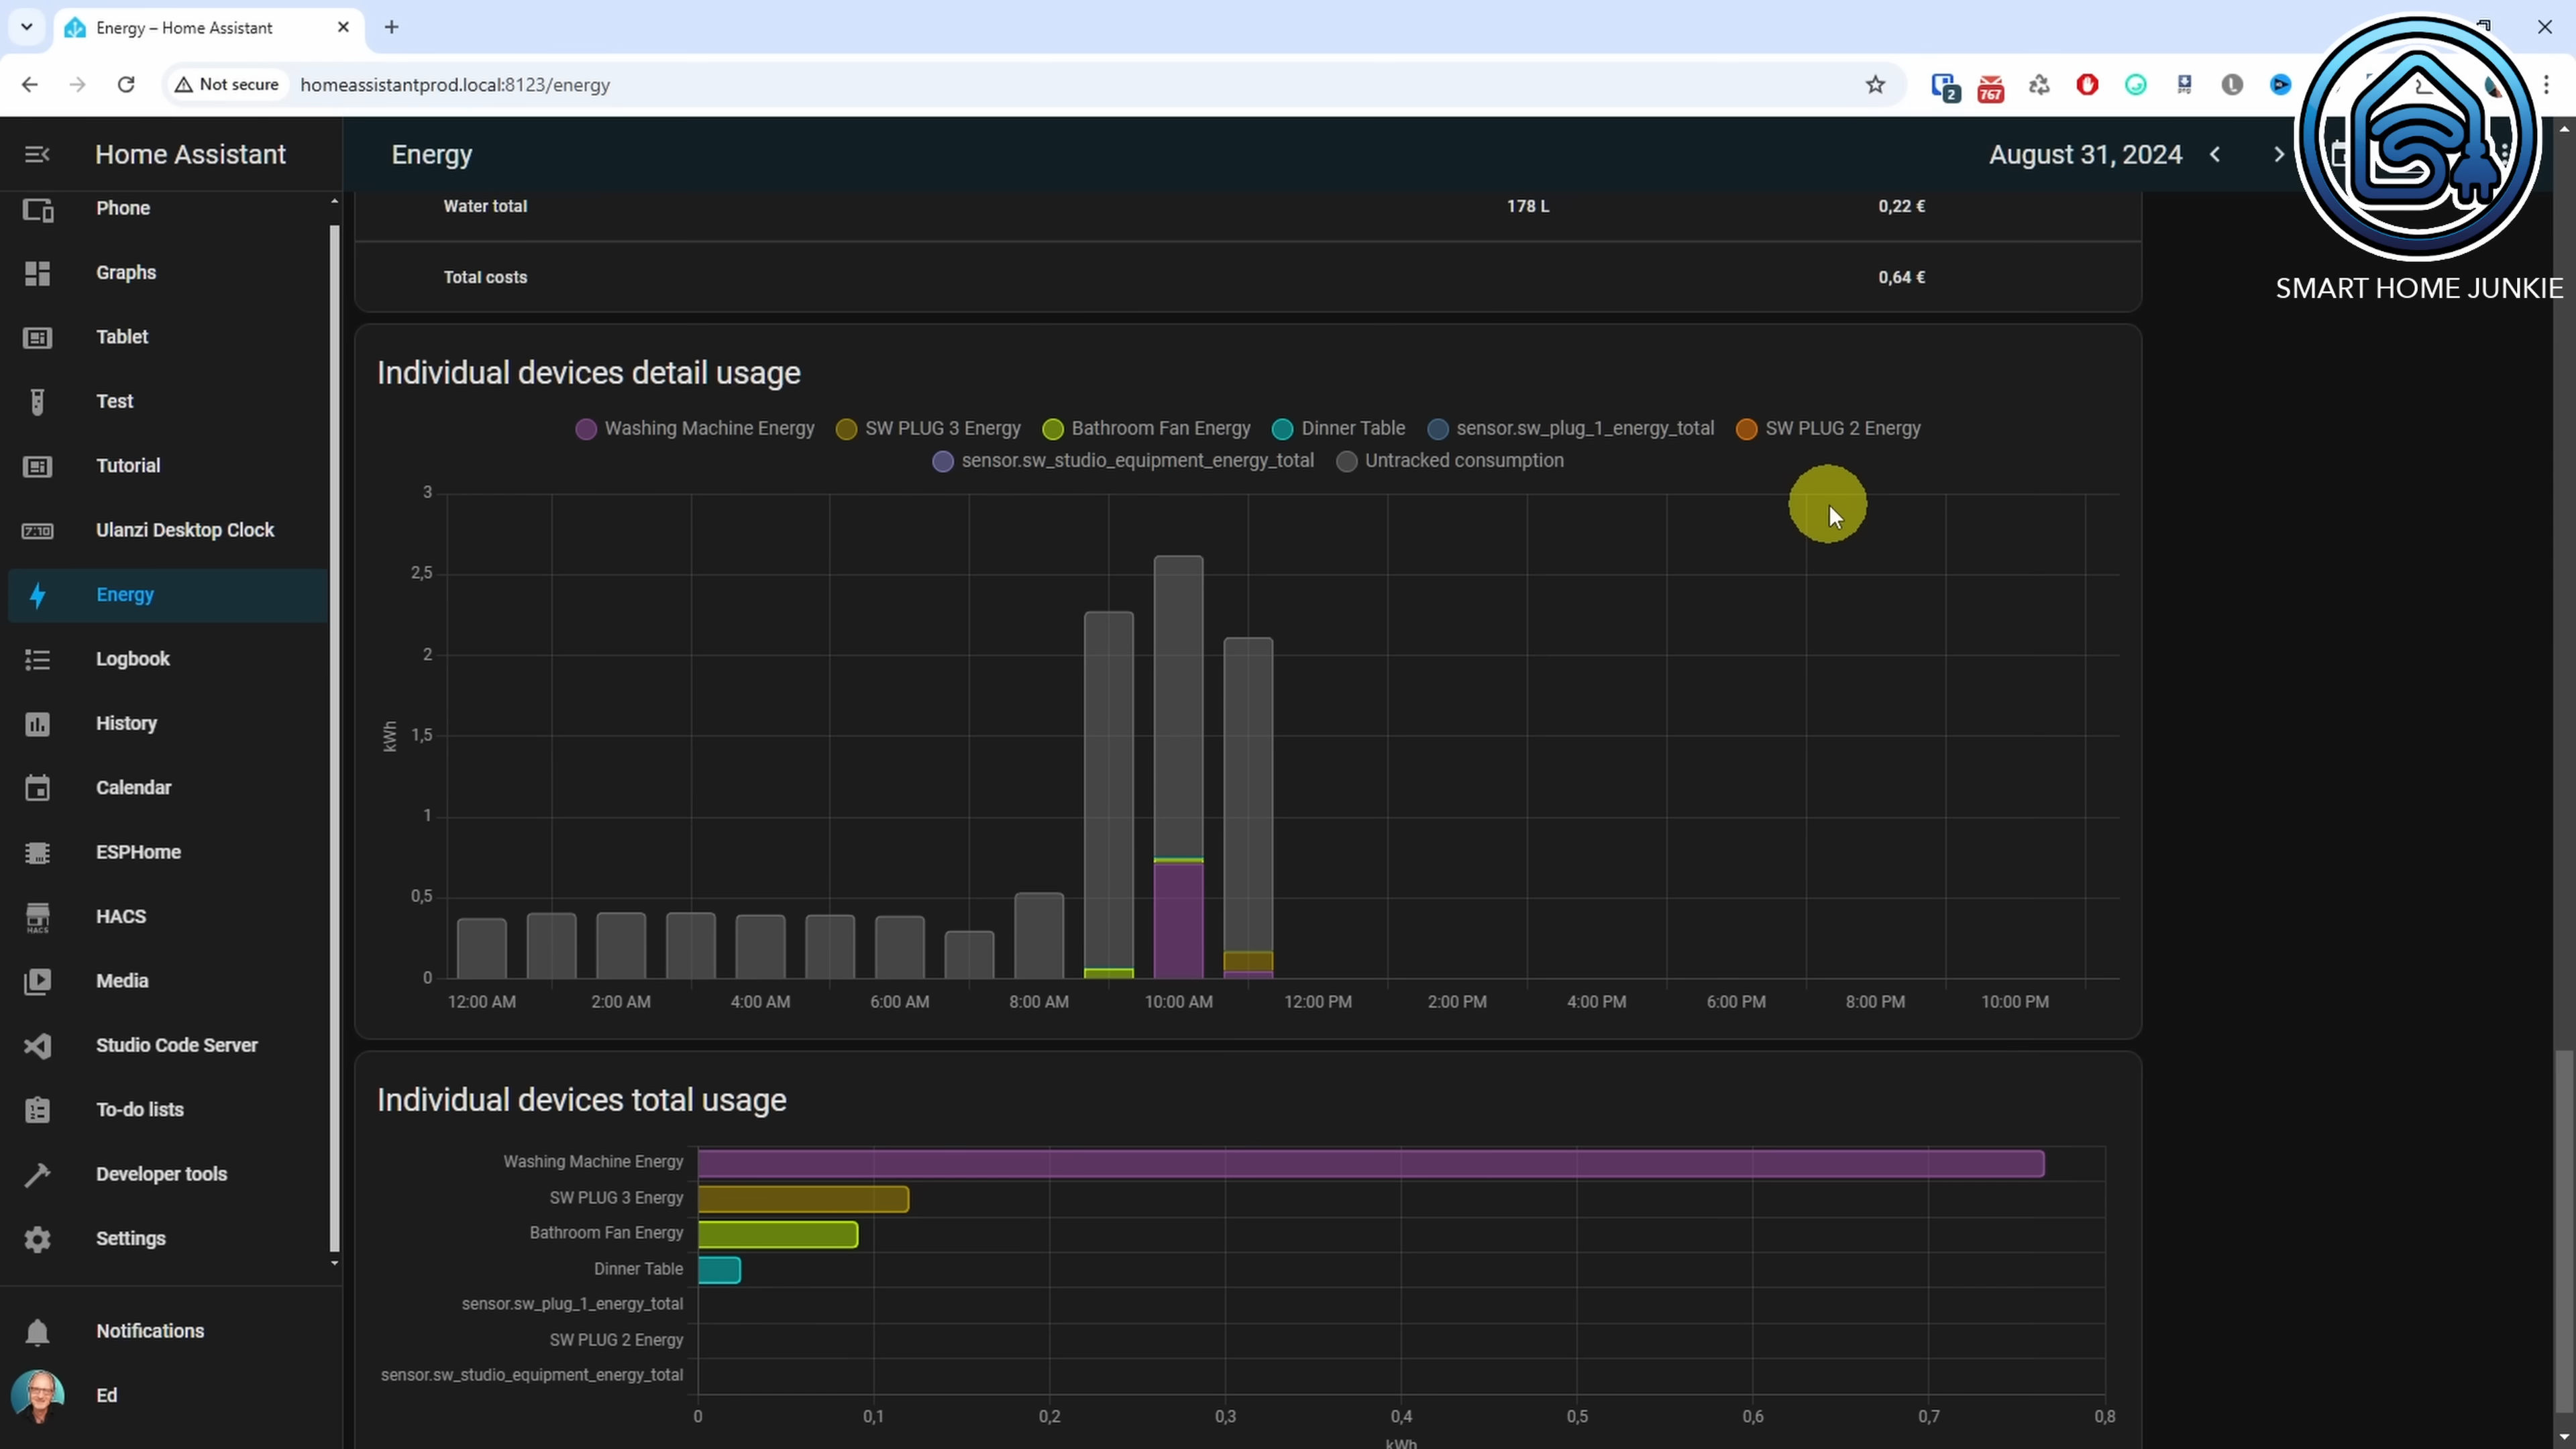 Energy – Home Assistant
Not secure
homeassistantprod.local:8123/energy
2
767
Home Assistant
Energy
August 31, 2024
SMART HOME JUNKIE
Phone
Graphs
Tablet
Test
Tutorial
7:10
Ulanzi Desktop Clock
Energy
Logbook
History
Calendar
ESPHome
HACS
HACS
Media
Studio Code Server
To-do lists
Developer tools
Settings
Notifications
Ed
Water total 178 L 0,22 €
Total costs 0,64 €
Individual devices detail usage
Washing Machine Energy SW PLUG 3 Energy Bathroom Fan Energy Dinner Table sensor.sw_plug_1_energy_total SW PLUG 2 Energy
sensor.sw_studio_equipment_energy_total Untracked consumption
3
2,5
2
1,5
1
0,5
0
kWh
12:00 AM 2:00 AM 4:00 AM 6:00 AM 8:00 AM 10:00 AM 12:00 PM 2:00 PM 4:00 PM 6:00 PM 8:00 PM 10:00 PM
Individual devices total usage
Washing Machine Energy
SW PLUG 3 Energy
Bathroom Fan Energy
Dinner Table
sensor.sw_plug_1_energy_total
SW PLUG 2 Energy
sensor.sw_studio_equipment_energy_total
0 0,1 0,2 0,3 0,4 0,5 0,6 0,7 0,8
kWh